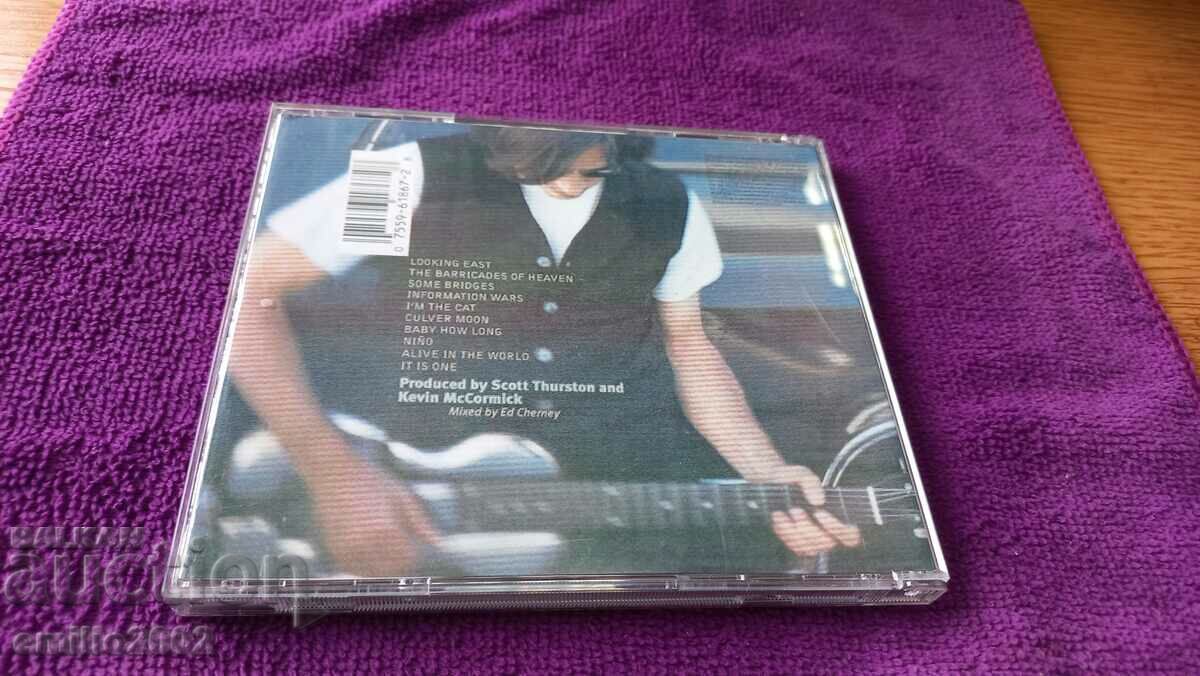 0 7559-61867-2
LOOKING EAST
THE BARRICADES OF HEAVEN
SOME BRIDGES
INFORMATION WARS
I'M THE CAT
CULVER MOON
BABY HOW LONG
NIÑO
ALIVE IN THE WORLD
IT IS ONE
Produced by Scott Thurston and
Kevin McCormick
Mixed by Ed Cherney
BALKAN
auction
emilio2002